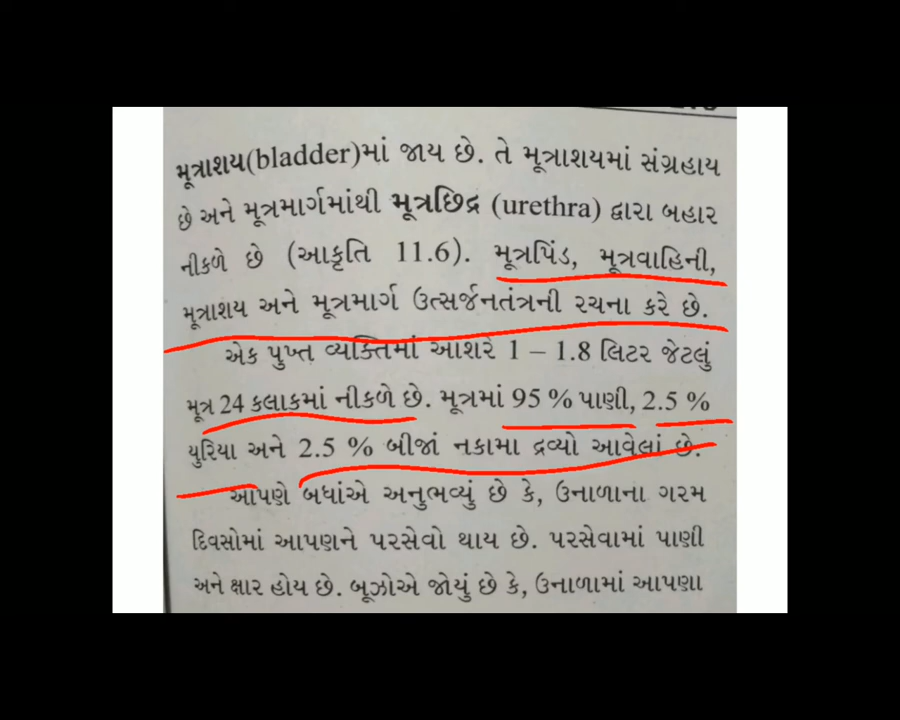 મૂત્રાશય(bladder)માં જાય છે. તે મૂત્રાશયમાં સંગ્રહાય
છે અને મૂત્રમાર્ગમાંથી મૂત્રછિદ્ર (urethra) દ્વારા બહાર
નીકળે છે (આકૃતિ 11.6). મૂત્રપિંડ, મૂત્રવાહિની,
મૂત્રાશય અને મૂત્રમાર્ગ ઉત્સર્જનતંત્રની રચના કરે છે.
એક પુખ્ત વ્યક્તિમાં આશરે 1 – 1.8 લિટર જેટલું
મૂત્ર 24 કલાકમાં નીકળે છે. મૂત્રમાં 95 % પાણી, 2.5 %
યુરિયા અને 2.5 % બીજાં નકામા દ્રવ્યો આવેલાં છે.
આપણે બધાંએ અનુભવ્યું છે કે, ઉનાળાના ગરમ
દિવસોમાં આપણને પરસેવો થાય છે. પરસેવામાં પાણી
અને ક્ષાર હોય છે. બૂઝોએ જોયું છે કે, ઉનાળામાં આપણા